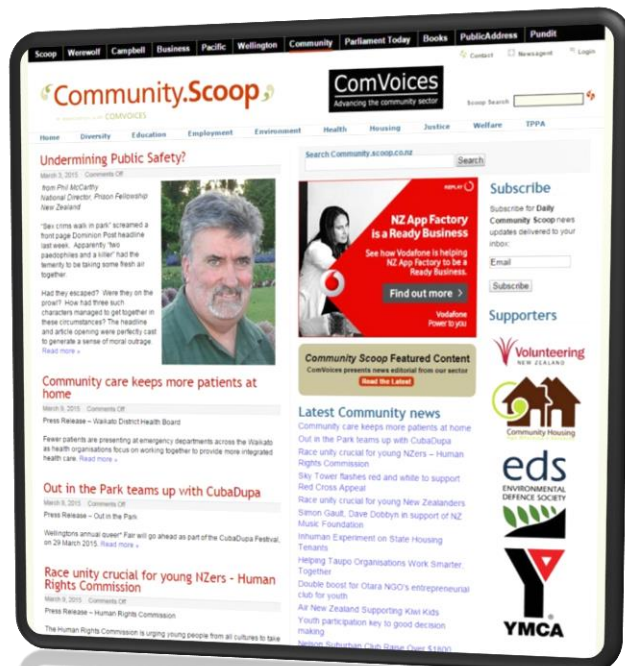 Scoop Werewolf Campbell Business Pacific Wellington Community Parliament Today Books PublicAddress Pundit
Contact Newsagent Login
Community.Scoop
COMVOICES
ComVoices
Advancing the community sector
Scoop Search
Home Diversity Education Employment Environment Health Housing Justice Welfare TPPA
Undermining Public Safety?
March 3, 2015 Comments Off
from Phil McCarthy
National Director, Prison Fellowship
New Zealand
"Sex crims walk in park" screamed a
front page Dominion Post headline
last week. Apparently "two
paedophiles and a killer" had the
temerity to be taking some fresh air
together.
Had they escaped? Were they on the
prowl? How had three such
characters managed to get together in
these circumstances? The headline
and article opening were perfectly cast
to generate a sense of moral outrage
Read more »
Community care keeps more patients at
home
March 9, 2015 Comments Off
Press Release – Waikato District Health Board
Fewer patients are presenting at emergency departments across the Waikato
as health organisations focus on working together to provide more integrated
health care. Read more »
Out in the Park teams up with CubaDupa
March 9, 2015 Comments Off
Press Release – Out in the Park
Wellingtons annual queer* Fair will go ahead as part of the CubaDupa Festival,
on 29 March 2015. Read more »
Race unity crucial for young NZers - Human
Rights Commission
March 9, 2015 Comments Off
Press Release – Human Rights Commission
The Human Rights Commission is urging young people from all cultures to take
Search Community.scoop.co.nz
Search
REPLAY
NZ App Factory
is a Ready Business
See how Vodafone is helping
NZ App Factory to be a
Ready Business.
Find out more >
Vodafone
Power to you
Community Scoop Featured Content
ComVoices presents news editorial from our sector
Read the Latest
Latest Community news
Community care keeps more patients at home
Out in the Park teams up with CubaDupa
Race unity crucial for young NZers – Human
Rights Commission
Sky Tower flashes red and white to support
Red Cross Appeal
Race unity crucial for young New Zealanders
Simon Gault, Dave Dobbyn in support of NZ
Music Foundation
Inhuman Experiment on State Housing
Tenants
Helping Taupo Organisations Work Smarter,
Together
Double boost for Otara NGO's entrepreneurial
club for youth
Air New Zealand Supporting Kiwi Kids
Youth participation key to good decision
making
Nelson Suburban Club Raise Over $1800
Subscribe
Subscribe for Daily
Community Scoop news
updates delivered to your
inbox:
Email
Subscribe
Supporters
Volunteering
NEW ZEALAND
Community Housing
eds
ENVIRONMENTAL
DEFENCE SOCIETY
YMCA